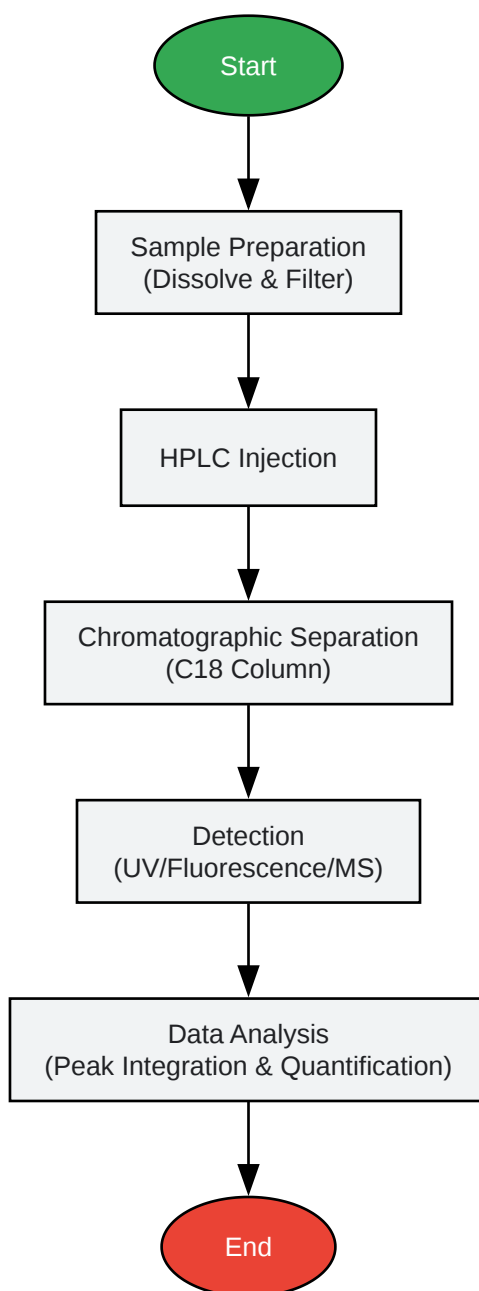 Start
Sample Preparation
(Dissolve & Filter)
HPLC Injection
Chromatographic Separation
(C18 Column)
Detection
(UV/Fluorescence/MS)
Data Analysis
(Peak Integration & Quantification)
End